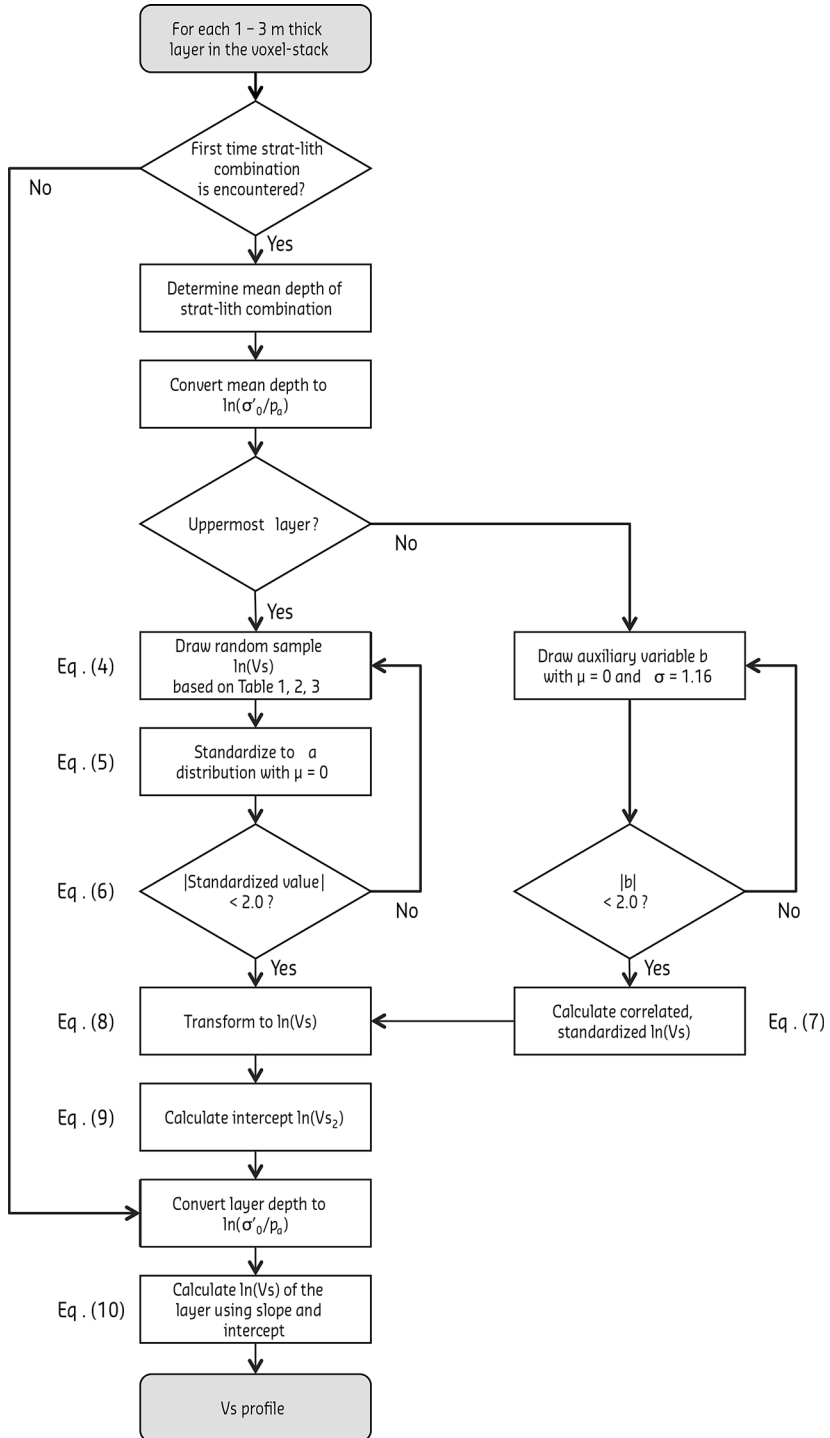 For each 1 – 3 m thick
layer in the voxel-stack
First time strat-lith
combination
is encountered?
No
Yes
Determine mean depth of
strat-lith combination
Convert mean depth to
ln(σ'₀/pₐ)
Uppermost layer?
No
Yes
Eq . (4)
Draw random sample
ln(Vs)
based on Table 1, 2, 3
Draw auxiliary variable b
with µ = 0 and σ = 1.16
Eq . (5)
Standardize to a
distribution with µ = 0
Eq . (6)
|Standardized value|
< 2.0 ?
No
Yes
|b|
< 2.0 ?
No
Yes
Eq . (8)
Transform to ln(Vs)
Calculate correlated,
standardized ln(Vs)
Eq . (7)
Eq . (9)
Calculate intercept ln(Vs₂)
Convert layer depth to
ln(σ'₀/pₐ)
Eq . (10)
Calculate ln(Vs) of the
layer using slope and
intercept
Vs profile